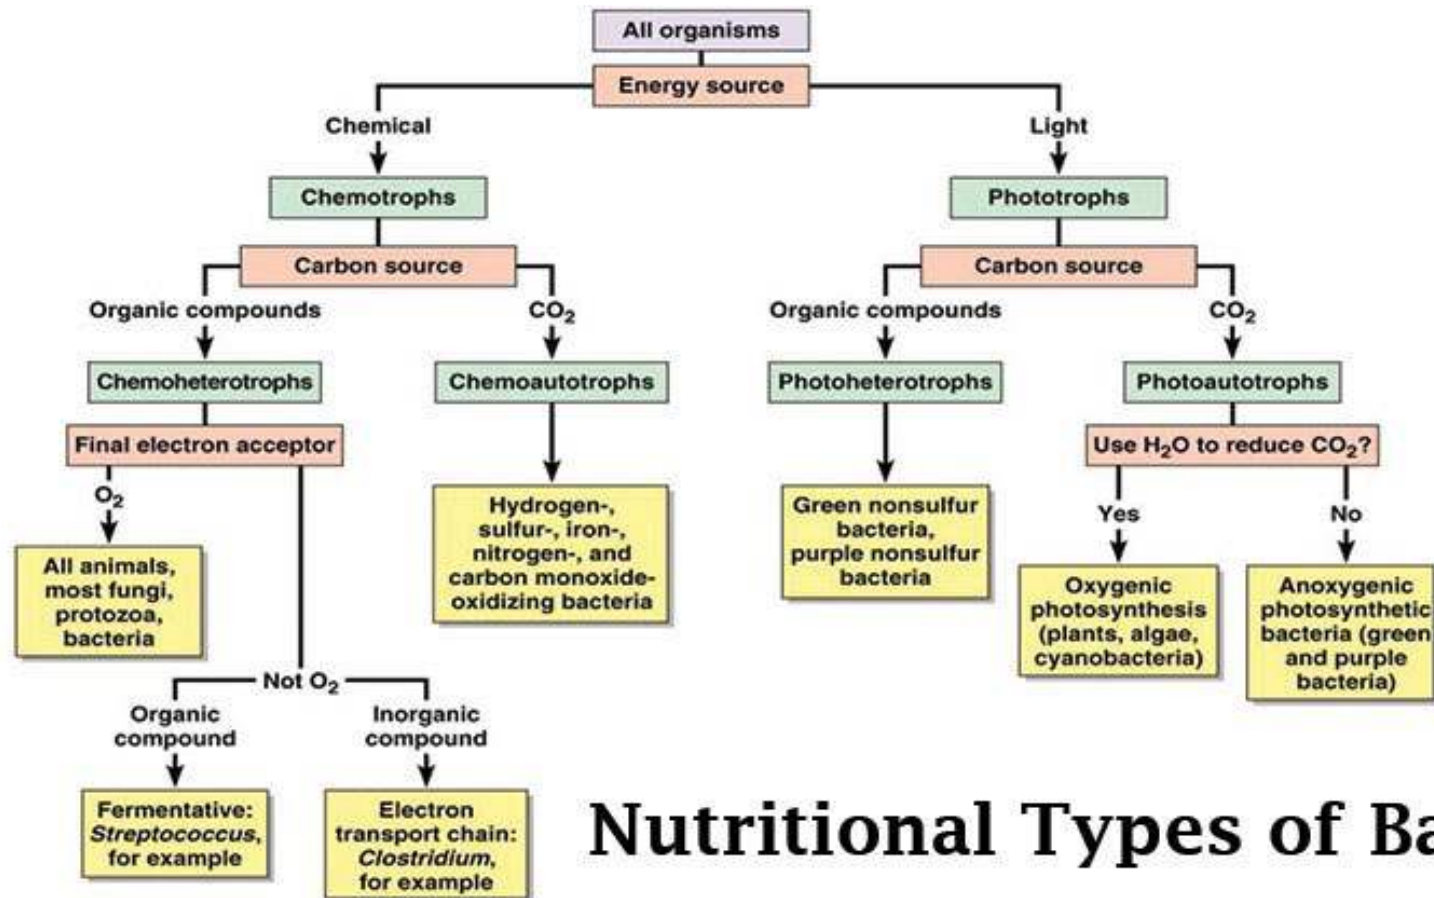 All organisms
Energy source
Chemical
Light
Chemotrophs
Phototrophs
Carbon source
Carbon source
Organic compounds
CO₂
Organic compounds
CO₂
Chemoheterotrophs
Chemoautotrophs
Photoheterotrophs
Photoautotrophs
Final electron acceptor
Use H₂O to reduce CO₂?
O₂
Hydrogen-,
sulfur-, iron-,
nitrogen-, and
carbon monoxide-
oxidizing bacteria
Green nonsulfur
bacteria,
purple nonsulfur
bacteria
Yes
No
All animals,
most fungi,
protozoa,
bacteria
Oxygenic
photosynthesis
(plants, algae,
cyanobacteria)
Anoxygenic
photosynthetic
bacteria (green
and purple
bacteria)
Not O₂
Organic
compound
Inorganic
compound
Fermentative:
Streptococcus,
for example
Electron
transport chain:
Clostridium,
for example
Nutritional Types of Ba